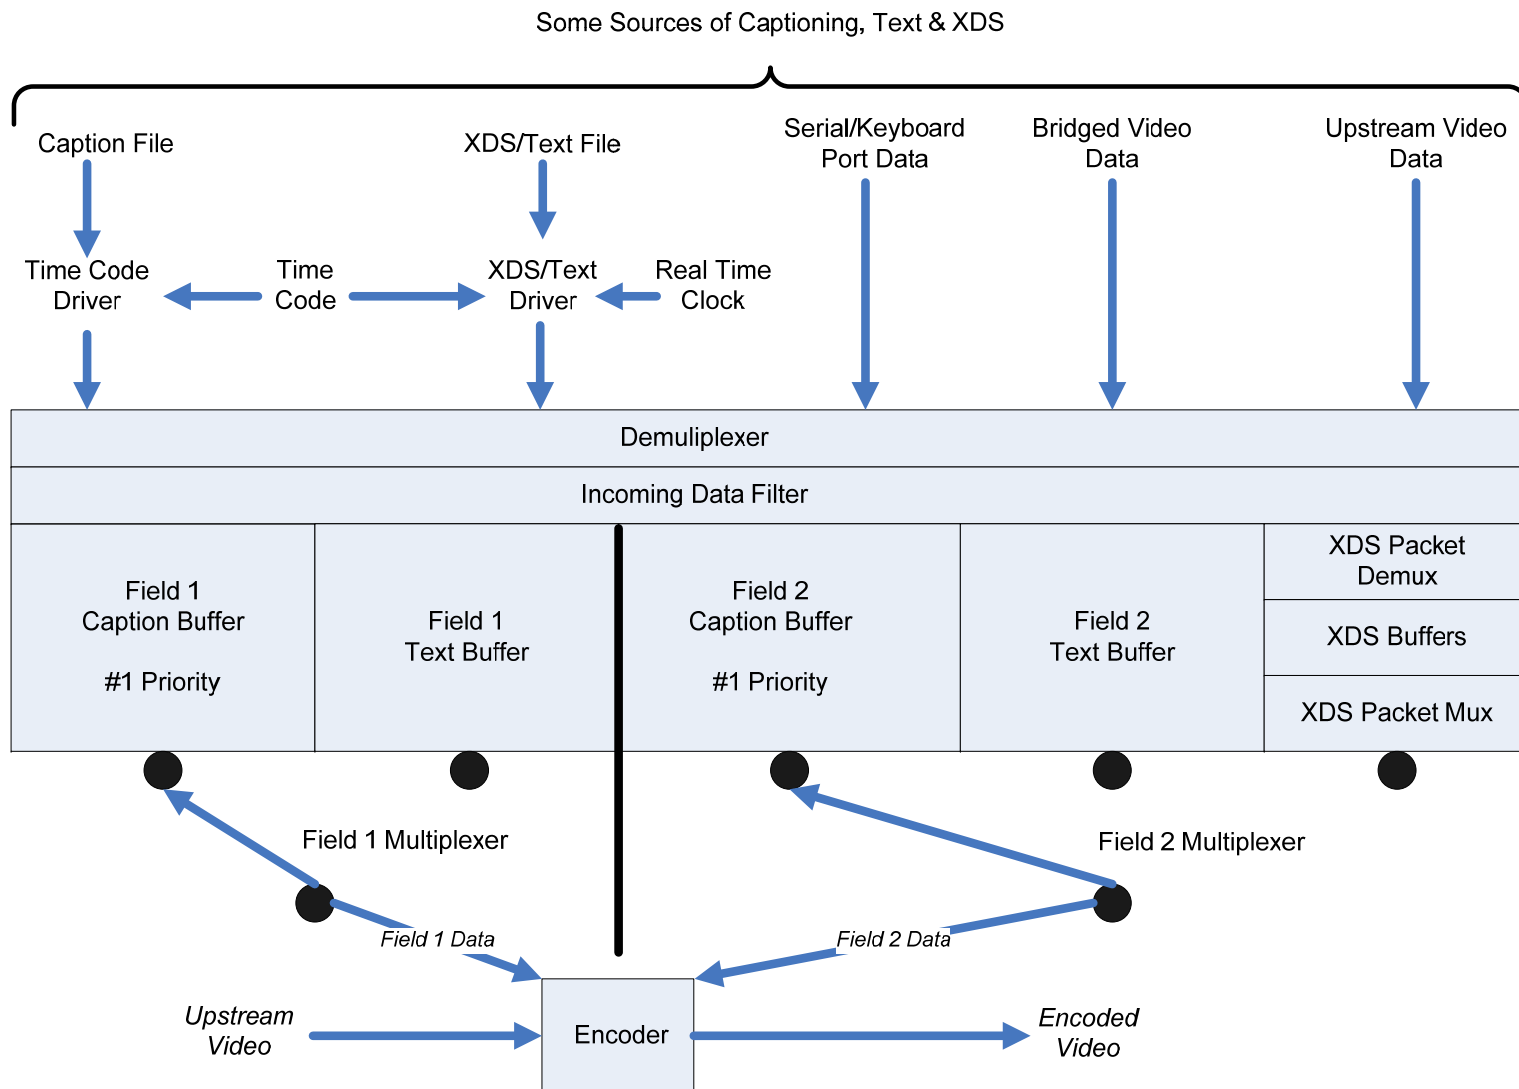 Some Sources of Captioning, Text & XDS
Caption File
XDS/Text File
Serial/Keyboard
Port Data
Bridged Video
Data
Upstream Video
Data
Time Code
Driver
Time
Code
XDS/Text
Driver
Real Time
Clock
Demuliplexer
Incoming Data Filter
Field 1
Caption Buffer
#1 Priority
Field 1
Text Buffer
Field 2
Caption Buffer
#1 Priority
Field 2
Text Buffer
XDS Packet
Demux
XDS Buffers
XDS Packet Mux
Field 1 Multiplexer
Field 2 Multiplexer
Field 1 Data
Field 2 Data
Upstream
Video
Encoder
Encoded
Video